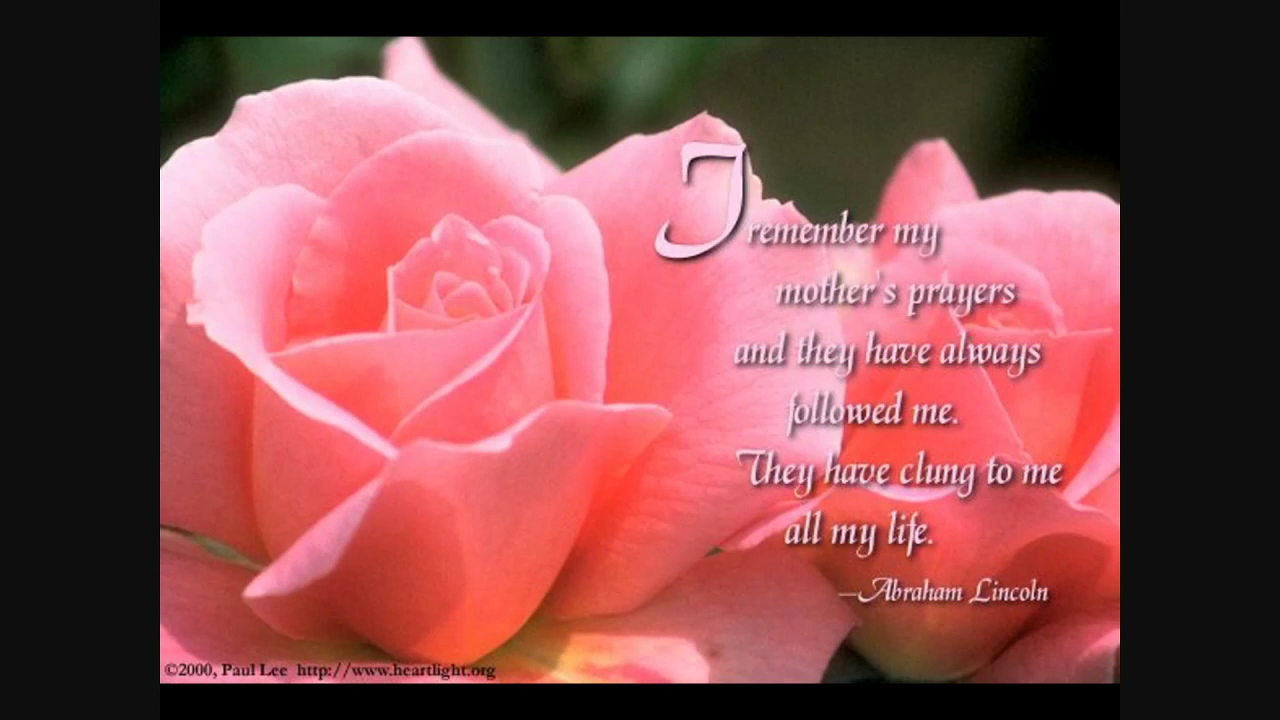 I remember my
mother's prayers
and they have always
followed me.
They have clung to me
all my life.
—Abraham Lincoln
©2000, Paul Lee http://www.heartlight.org